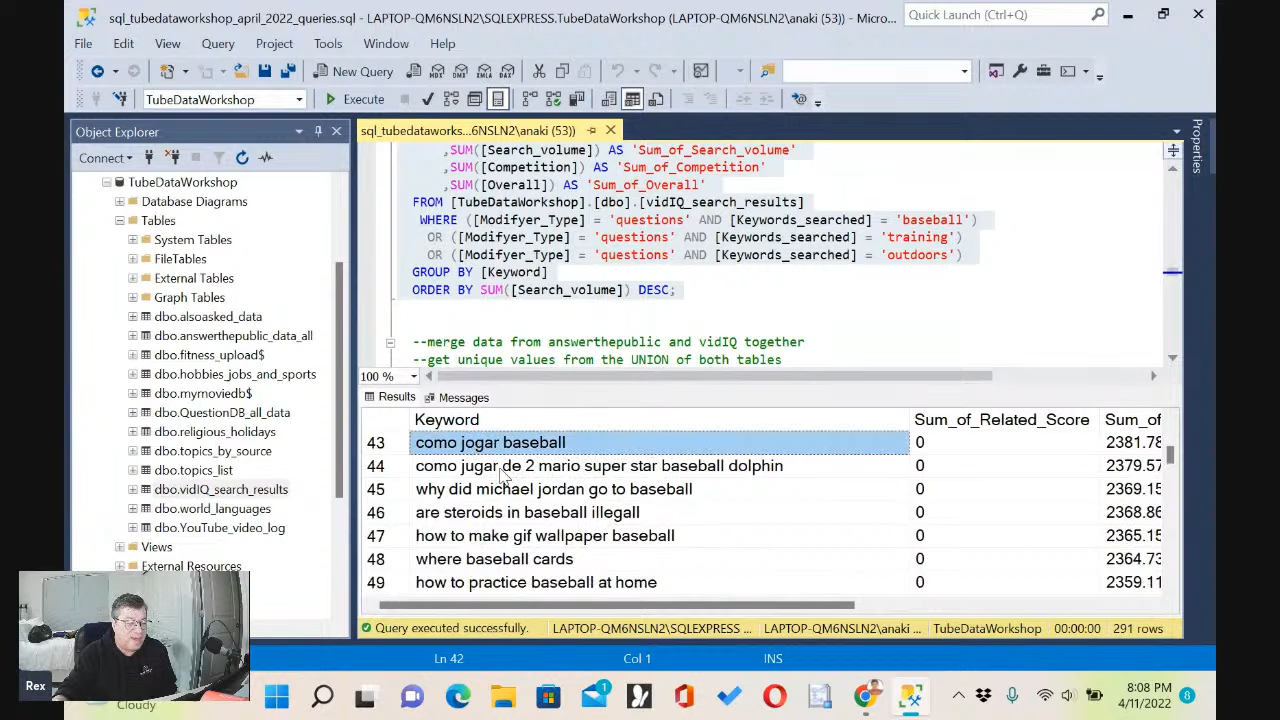 sql_tubedataworkshop_april_2022_queries.sql - LAPTOP-QM6NSLN2\SQLEXPRESS.TubeDataWorkshop (LAPTOP-QM6NSLN2\anaki (53)) - Micro...
Quick Launch (Ctrl+Q)
File Edit View Query Project Tools Window Help
New Query
TubeDataWorkshop Execute
Object Explorer
sql_tubedataworks...6NSLN2\anaki (53))
Properties
Connect
TubeDataWorkshop
Database Diagrams
Tables
System Tables
FileTables
External Tables
Graph Tables
dbo.alsoasked_data
dbo.answerthepublic_data_all
dbo.fitness_upload$
dbo.hobbies_jobs_and_sports
dbo.mymoviedb$
dbo.QuestionDB_all_data
dbo.religious_holidays
dbo.topics_by_source
dbo.topics_list
dbo.vidIQ_search_results
dbo.world_languages
dbo.YouTube_video_log
Views
External Resources
,SUM([Search_volume]) AS 'Sum_of_Search_volume'
,SUM([Competition]) AS 'Sum_of_Competition'
,SUM([Overall]) AS 'Sum_of_Overall'
FROM [TubeDataWorkshop].[dbo].[vidIQ_search_results]
WHERE ([Modifyer_Type] = 'questions' AND [Keywords_searched] = 'baseball')
OR ([Modifyer_Type] = 'questions' AND [Keywords_searched] = 'training')
OR ([Modifyer_Type] = 'questions' AND [Keywords_searched] = 'outdoors')
GROUP BY [Keyword]
ORDER BY SUM([Search_volume]) DESC;
--merge data from answerthepublic and vidIQ together
--get unique values from the UNION of both tables
100 %
Results Messages
Keyword Sum_of_Related_Score Sum_of
43 como jogar baseball 0 2381.78
44 como jugar de 2 mario super star baseball dolphin 0 2379.57
45 why did michael jordan go to baseball 0 2369.15
46 are steroids in baseball illegall 0 2368.86
47 how to make gif wallpaper baseball 0 2365.15
48 where baseball cards 0 2364.73
49 how to practice baseball at home 0 2359.11
Query executed successfully. LAPTOP-QM6NSLN2\SQLEXPRESS ... LAPTOP-QM6NSLN2\anaki ... TubeDataWorkshop 00:00:00 291 rows
Ln 42 Col 1 INS
Rex
Cloudy
1
8:08 PM
4/11/2022
8